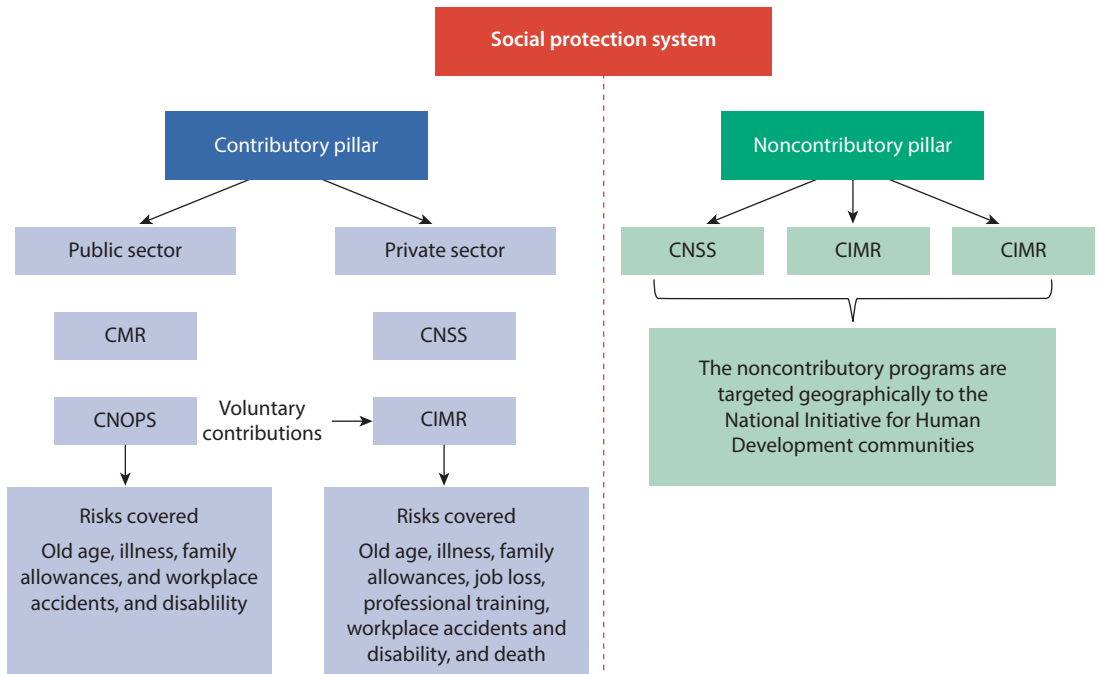 Social protection system
Contributory pillar
Public sector
Private sector
CMR
CNSS
CNOPS
Voluntary
contributions
CIMR
Risks covered
Old age, illness, family
allowances, and workplace
accidents, and disablility
Risks covered
Old age, illness, family
allowances, job loss,
professional training,
workplace accidents and
disability, and death
Noncontributory pillar
CNSS
CIMR
CIMR
The noncontributory programs are
targeted geographically to the
National Initiative for Human
Development communities